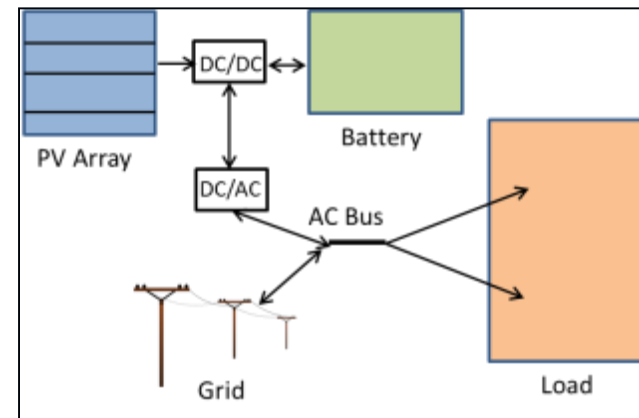 DC/DC
PV Array
Battery
DC/AC
AC Bus
Grid
Load